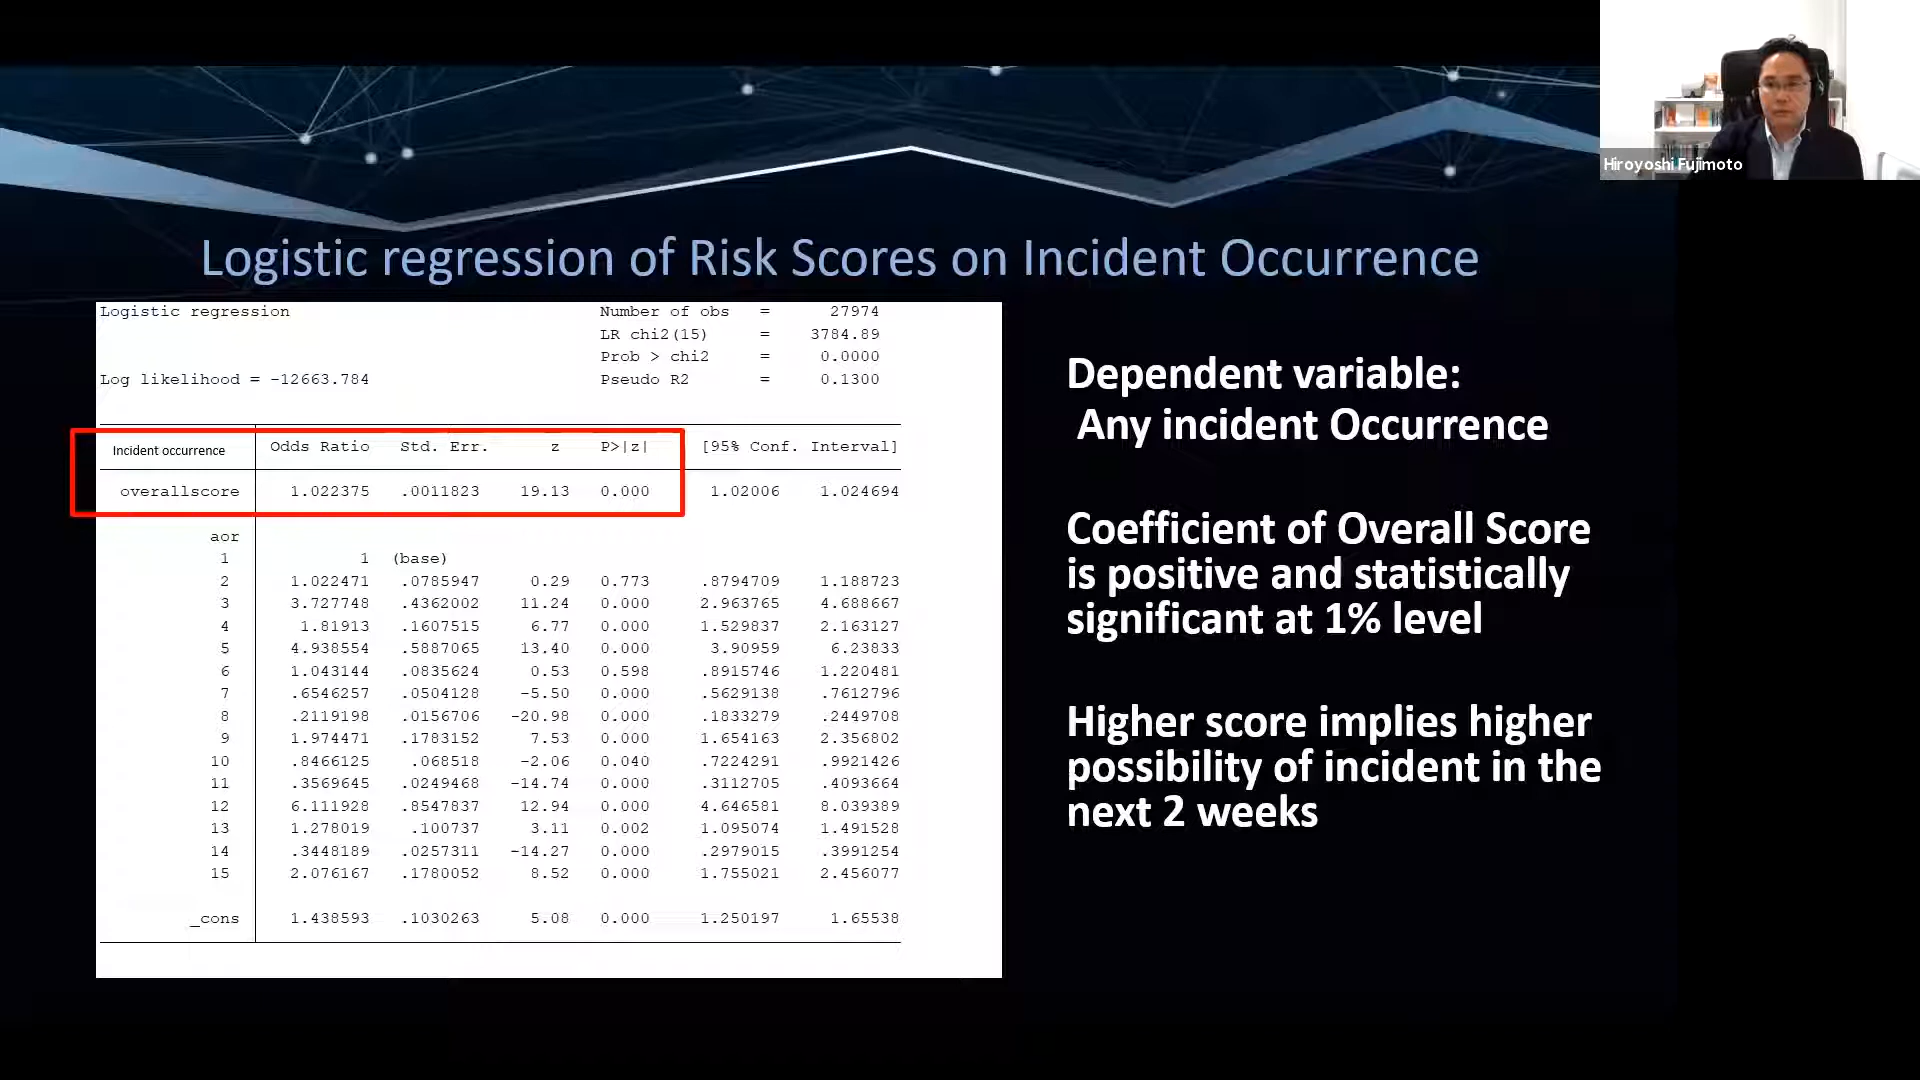 Hiroyoshi Fujimoto
Logistic regression of Risk Scores on Incident Occurrence
Logistic regression Number of obs = 27974
LR chi2(15) = 3784.89
Prob > chi2 = 0.0000
Log likelihood = -12663.784 Pseudo R2 = 0.1300
Incident occurrence Odds Ratio Std. Err. z P>|z| [95% Conf. Interval]
overallscore 1.022375 .0011823 19.13 0.000 1.02006 1.024694
aor
1 1 (base)
2 1.022471 .0785947 0.29 0.773 .8794709 1.188723
3 3.727748 .4362002 11.24 0.000 2.963765 4.688667
4 1.81913 .1607515 6.77 0.000 1.529837 2.163127
5 4.938554 .5887065 13.40 0.000 3.90959 6.23833
6 1.043144 .0835624 0.53 0.598 .8915746 1.220481
7 .6546257 .0504128 -5.50 0.000 .5629138 .7612796
8 .2119198 .0156706 -20.98 0.000 .1833279 .2449708
9 1.974471 .1783152 7.53 0.000 1.654163 2.356802
10 .8466125 .068518 -2.06 0.040 .7224291 .9921426
11 .3569645 .0249468 -14.74 0.000 .3112705 .4093664
12 6.111928 .8547837 12.94 0.000 4.646581 8.039389
13 1.278019 .100737 3.11 0.002 1.095074 1.491528
14 .3448189 .0257311 -14.27 0.000 .2979015 .3991254
15 2.076167 .1780052 8.52 0.000 1.755021 2.456077
_cons 1.438593 .1030263 5.08 0.000 1.250197 1.65538
Dependent variable:
Any incident Occurrence
Coefficient of Overall Score
is positive and statistically
significant at 1% level
Higher score implies higher
possibility of incident in the
next 2 weeks